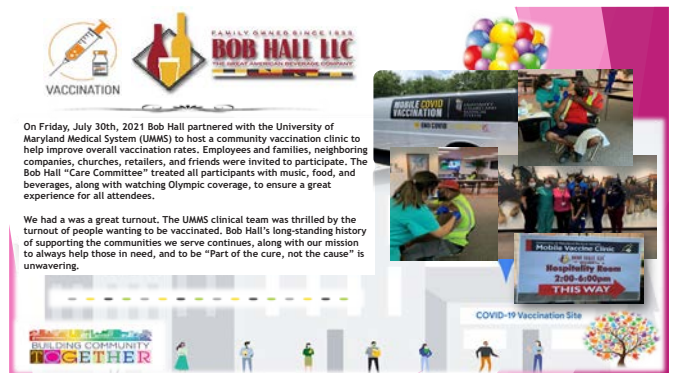 FAMILY OWNED SINCE 1933
BOB HALL LLC
THE GREAT AMERICAN BEVERAGE COMPANY
VACCINATION
On Friday, July 30th, 2021 Bob Hall partnered with the University of
Maryland Medical System (UMMS) to host a community vaccination clinic to
help improve overall vaccination rates. Employees and families, neighboring
companies, churches, retailers, and friends were invited to participate. The
Bob Hall “Care Committee” treated all participants with music, food, and
beverages, along with watching Olympic coverage, to ensure a great
experience for all attendees.
We had a was a great turnout. The UMMS clinical team was thrilled by the
turnout of people wanting to be vaccinated. Bob Hall’s long-standing history
of supporting the communities we serve continues, along with our mission
to always help those in need, and to be “Part of the cure, not the cause” is
unwavering.
MOBILE COVID
VACCINATION
Mobile Vaccine Clinic
BOB HALL LLC
Hospitality Room
2:00-6:00pm
THIS WAY
COVID-19 Vaccination Site
BUILDING COMMUNITY
TOGETHER